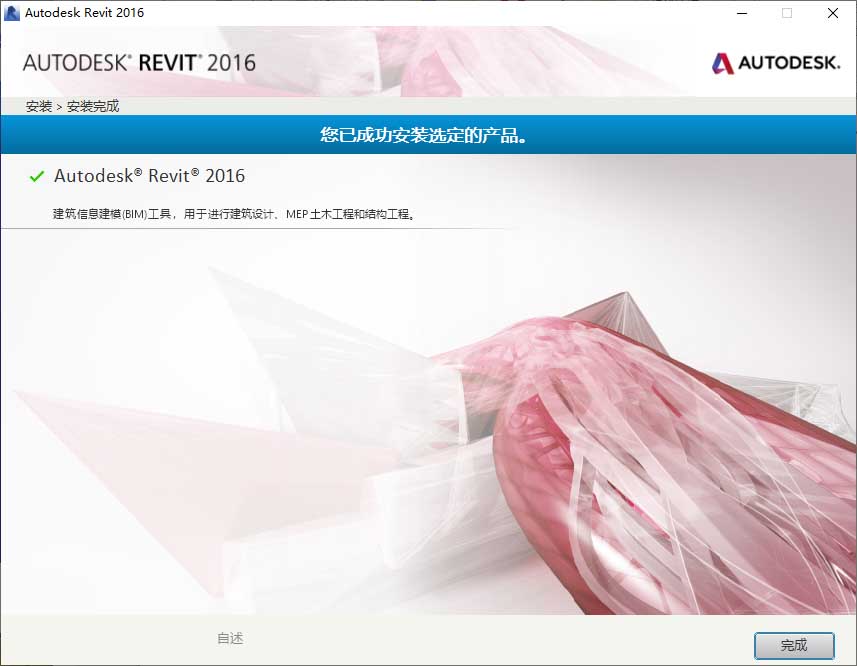 Autodesk Revit 2016
AUTODESK® REVIT® 2016
AUTODESK.
安装 > 安装完成
您已成功安装选定的产品。
Autodesk® Revit® 2016
建筑信息建模(BIM)工具，用于进行建筑设计、MEP 土木工程和结构工程。
自述
完成